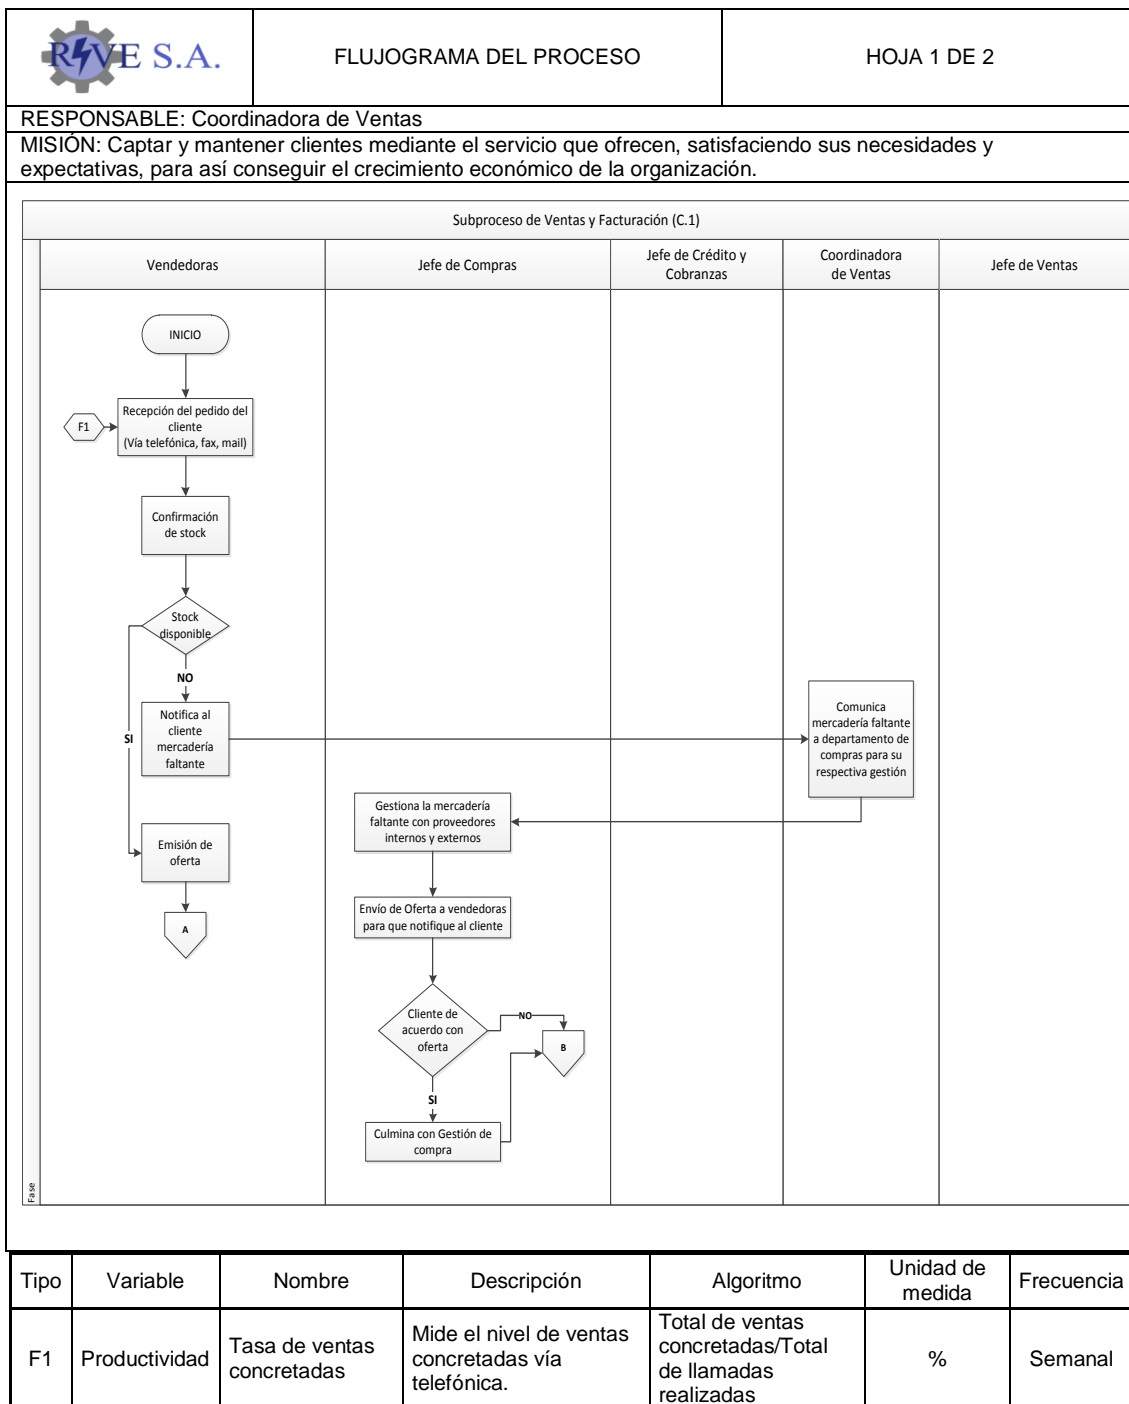 RIVE S.A.
FLUJOGRAMA DEL PROCESO
HOJA 1 DE 2
RESPONSABLE: Coordinadora de Ventas
MISIÓN: Captar y mantener clientes mediante el servicio que ofrecen, satisfaciendo sus necesidades y
expectativas, para así conseguir el crecimiento económico de la organización.
Subproceso de Ventas y Facturación (C.1)
Vendedoras
Jefe de Compras
Jefe de Crédito y
Cobranzas
Coordinadora
de Ventas
Jefe de Ventas
INICIO
F1
Recepción del pedido del
cliente
(Vía telefónica, fax, mail)
Confirmación
de stock
Stock
disponible
NO
SI
Notifica al
cliente
mercadería
faltante
Comunica
mercadería faltante
a departamento de
compras para su
respectiva gestión
Gestiona la mercadería
faltante con proveedores
internos y externos
Emisión de
oferta
A
Envío de Oferta a vendedoras
para que notifique al cliente
Cliente de
acuerdo con
oferta
NO
B
SI
Culmina con Gestión de
compra
Fase
Tipo
Variable
Nombre
Descripción
Algoritmo
Unidad de
medida
Frecuencia
F1
Productividad
Tasa de ventas
concretadas
Mide el nivel de ventas
concretadas vía
telefónica.
Total de ventas
concretadas/Total
de llamadas
realizadas
%
Semanal